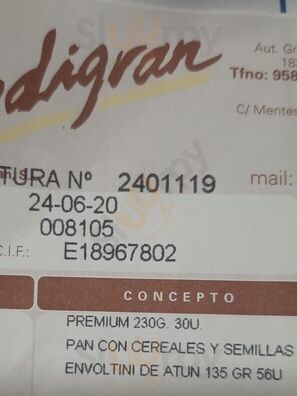 digran
Aut. Gr
18
Tfno: 958
C/ Mentes
TURA Nº 2401119
mail:
24-06-20
008105
C.I.F.: E18967802
CONCEPTO
PREMIUM 230G. 30U.
PAN CON CEREALES Y SEMILLAS
ENVOLTINI DE ATUN 135 GR 56U